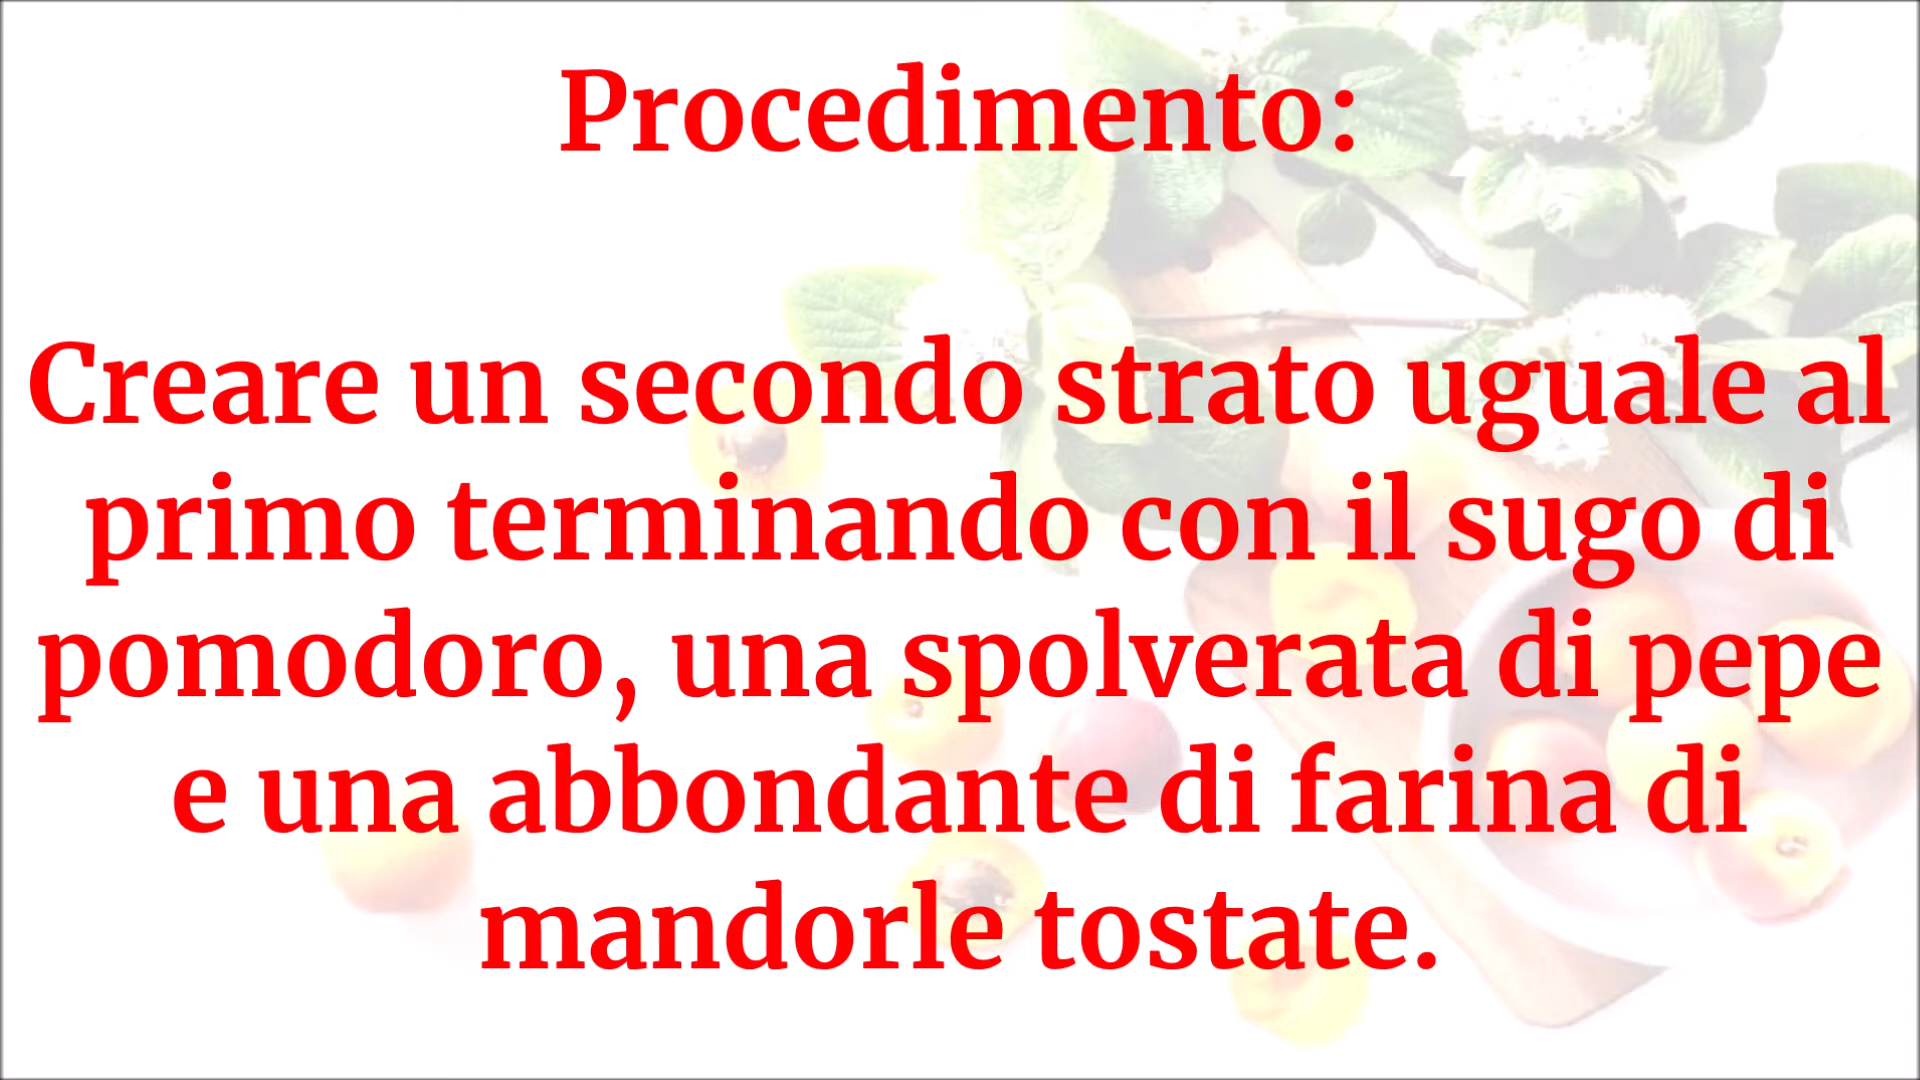 Procedimento:
Creare un secondo strato uguale al
primo terminando con il sugo di
pomodoro, una spolverata di pepe
e una abbondante di farina di
mandorle tostate.